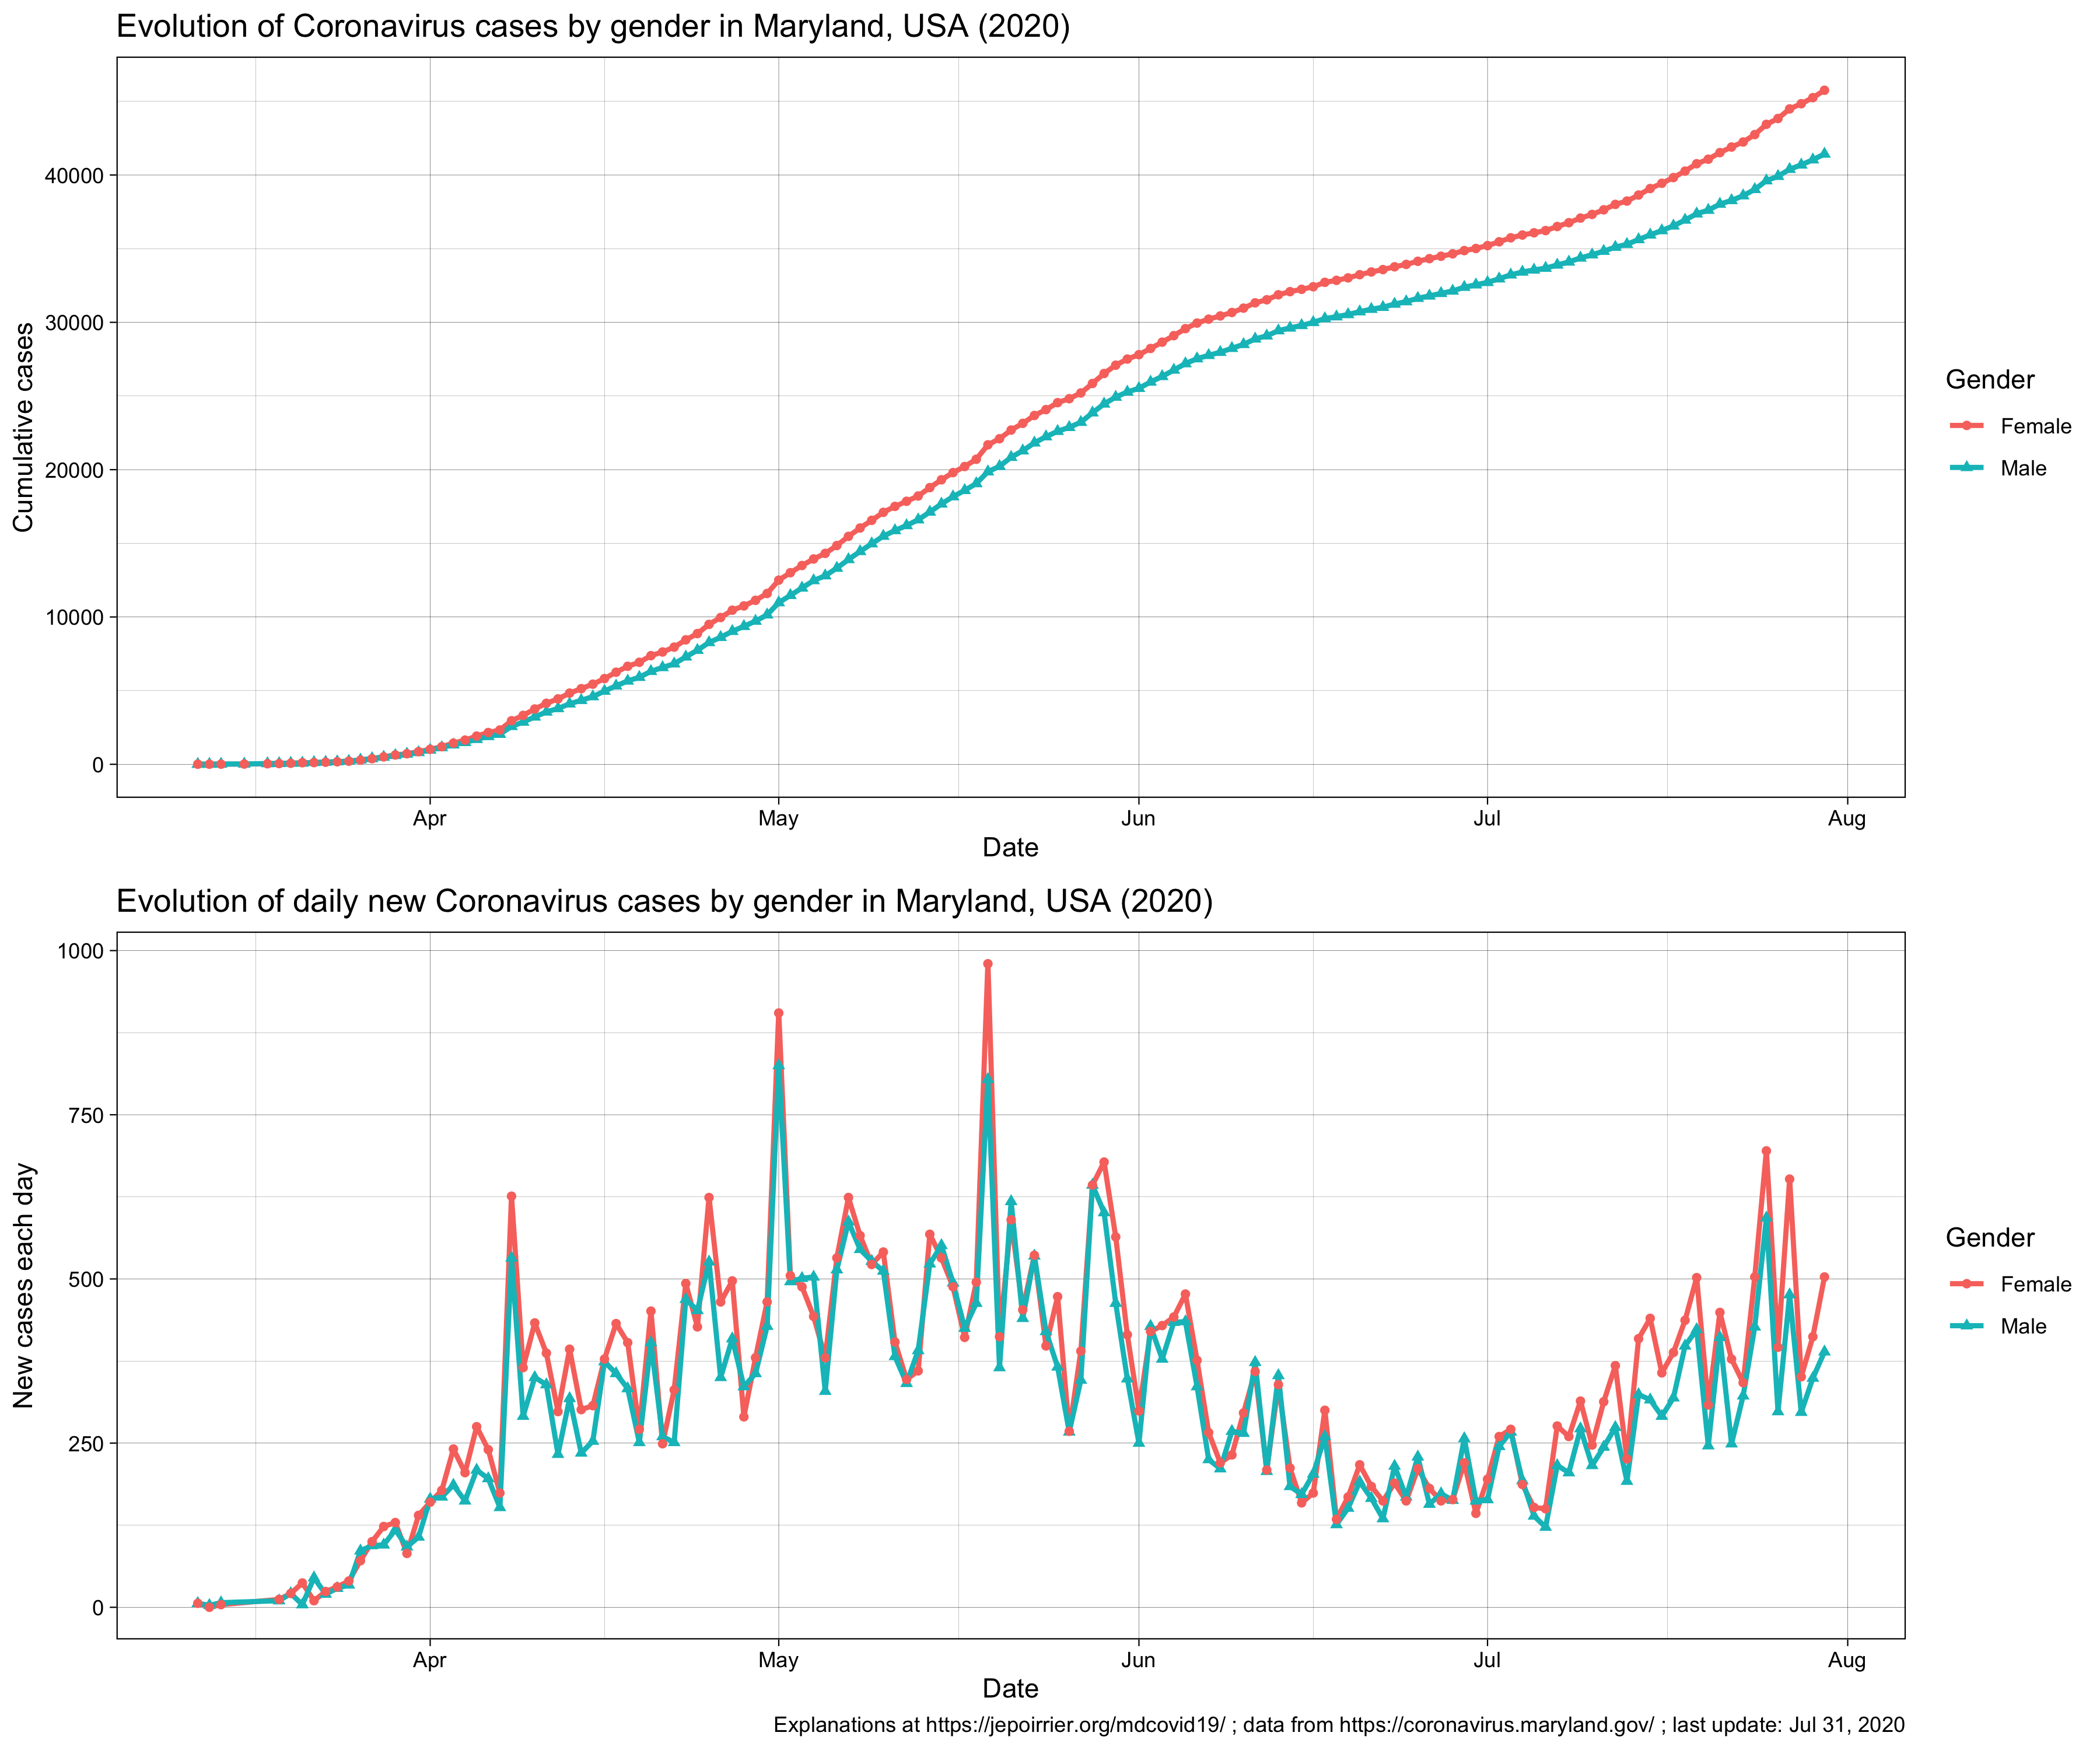 Evolution of Coronavirus cases by gender in Maryland, USA (2020)
Cumulative cases
40000
30000
20000
10000
0
Apr
May
Jun
Jul
Aug
Date
Gender
Female
Male
Evolution of daily new Coronavirus cases by gender in Maryland, USA (2020)
New cases each day
1000
750
500
250
0
Apr
May
Jun
Jul
Aug
Date
Gender
Female
Male
Explanations at https://jepoirrier.org/mdcovid19/ ; data from https://coronavirus.maryland.gov/ ; last update: Jul 31, 2020